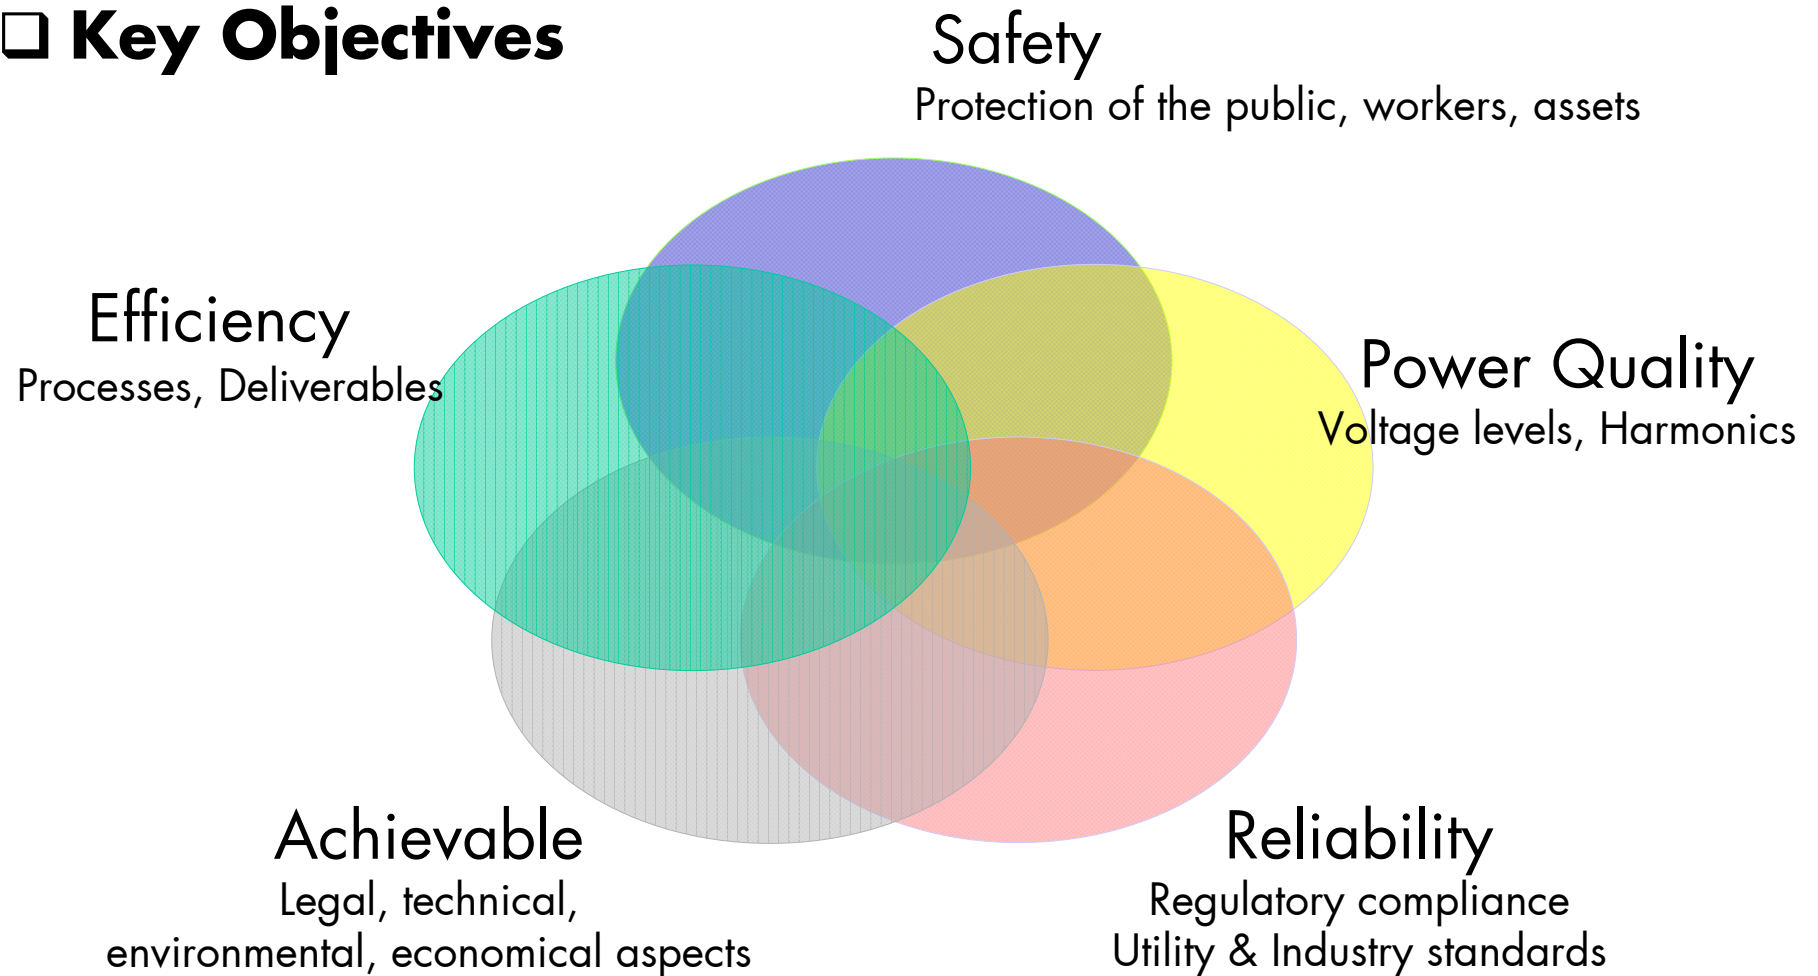 ❑ Key Objectives
Safety
Protection of the public, workers, assets
Efficiency
Processes, Deliverables
Power Quality
Voltage levels, Harmonics
Achievable
Legal, technical,
environmental, economical aspects
Reliability
Regulatory compliance
Utility & Industry standards